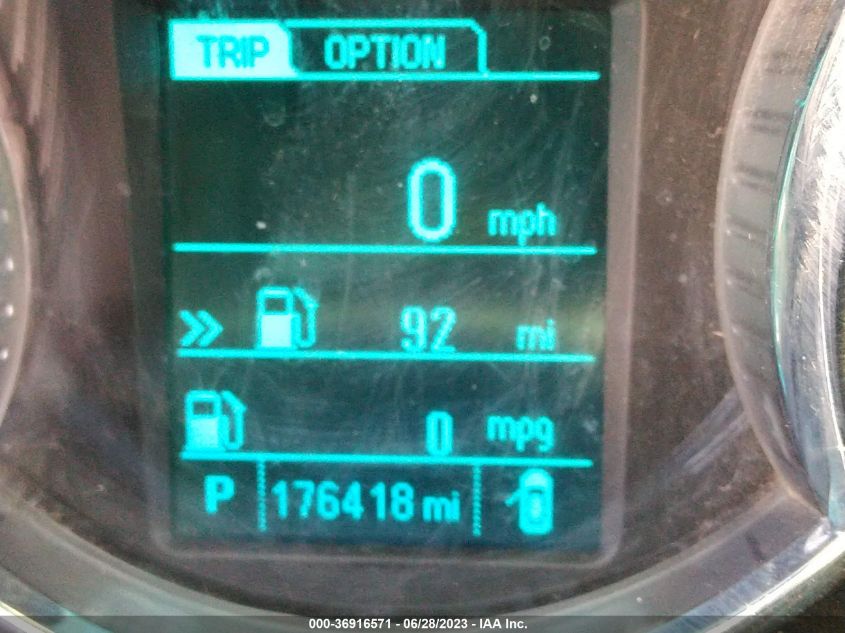 TRIP OPTION
0 mph
92 mi
0 mpg
P 176418 mi
000-36916571 / 06/28/2023 - IAA Inc.